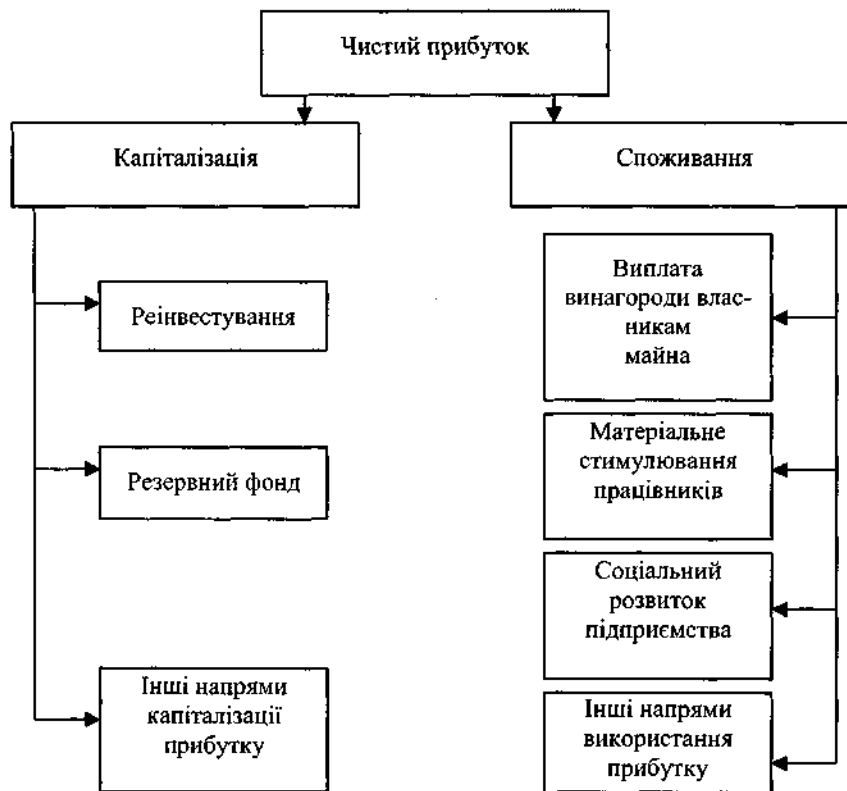 Чистий прибуток
Капіталізація
Споживання
Реінвестування
Резервний фонд
Інші напрями
капіталізації
прибутку
Виплата
винагороди влас-
никам
майна
Матеріальне
стимулювання
працівників
Соціальний
розвиток
підприємства
Інші напрями
використання
прибутку